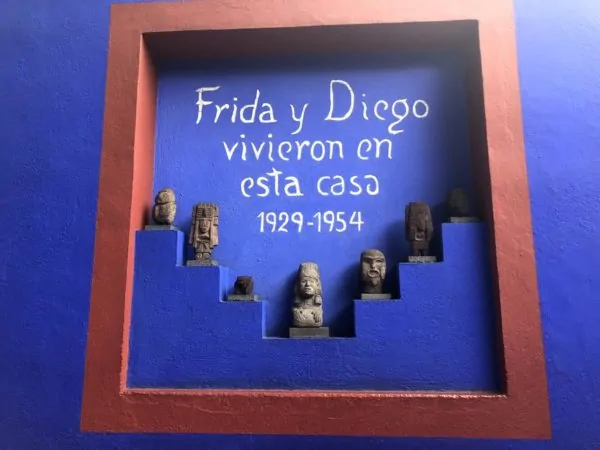 Frida y Diego
vivieron en
esta casa
1929-1954